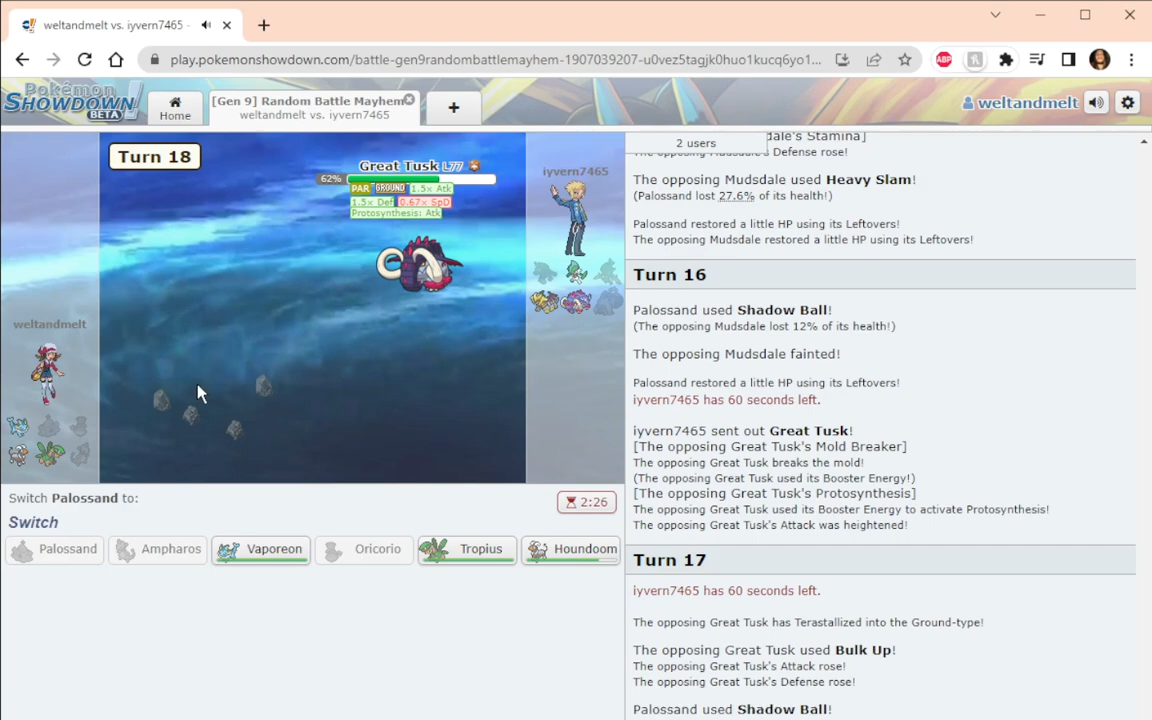 weltandmelt vs. iyvern7465 -
play.pokemonshowdown.com/battle-gen9randombattlemayhem-1907039207-u0vez5tagjk0huo1kucq6yo1...
ABP
Pokémon
SHOWDOWN!
BETA
Home
[Gen 9] Random Battle Mayhem
weltandmelt vs. iyvern7465
weltandmelt
Turn 18
Great Tusk L77
62%
PAR GROUND 1.5× Atk
1.5× Def 0.67× SpD
Protosynthesis: Atk
iyvern7465
weltandmelt
Switch Palossand to:
2:26
Switch
Palossand
Ampharos
Vaporeon
Oricorio
Tropius
Houndoom
2 users
dale's Stamina]
Defense rose!
The opposing Mudsdale used Heavy Slam!
(Palossand lost 27.6% of its health!)
Palossand restored a little HP using its Leftovers!
The opposing Mudsdale restored a little HP using its Leftovers!
Turn 16
Palossand used Shadow Ball!
(The opposing Mudsdale lost 12% of its health!)
The opposing Mudsdale fainted!
Palossand restored a little HP using its Leftovers!
iyvern7465 has 60 seconds left.
iyvern7465 sent out Great Tusk!
[The opposing Great Tusk's Mold Breaker]
The opposing Great Tusk breaks the mold!
(The opposing Great Tusk used its Booster Energy!)
[The opposing Great Tusk's Protosynthesis]
The opposing Great Tusk used its Booster Energy to activate Protosynthesis!
The opposing Great Tusk's Attack was heightened!
Turn 17
iyvern7465 has 60 seconds left.
The opposing Great Tusk has Terastallized into the Ground-type!
The opposing Great Tusk used Bulk Up!
The opposing Great Tusk's Attack rose!
The opposing Great Tusk's Defense rose!
Palossand used Shadow Ball!